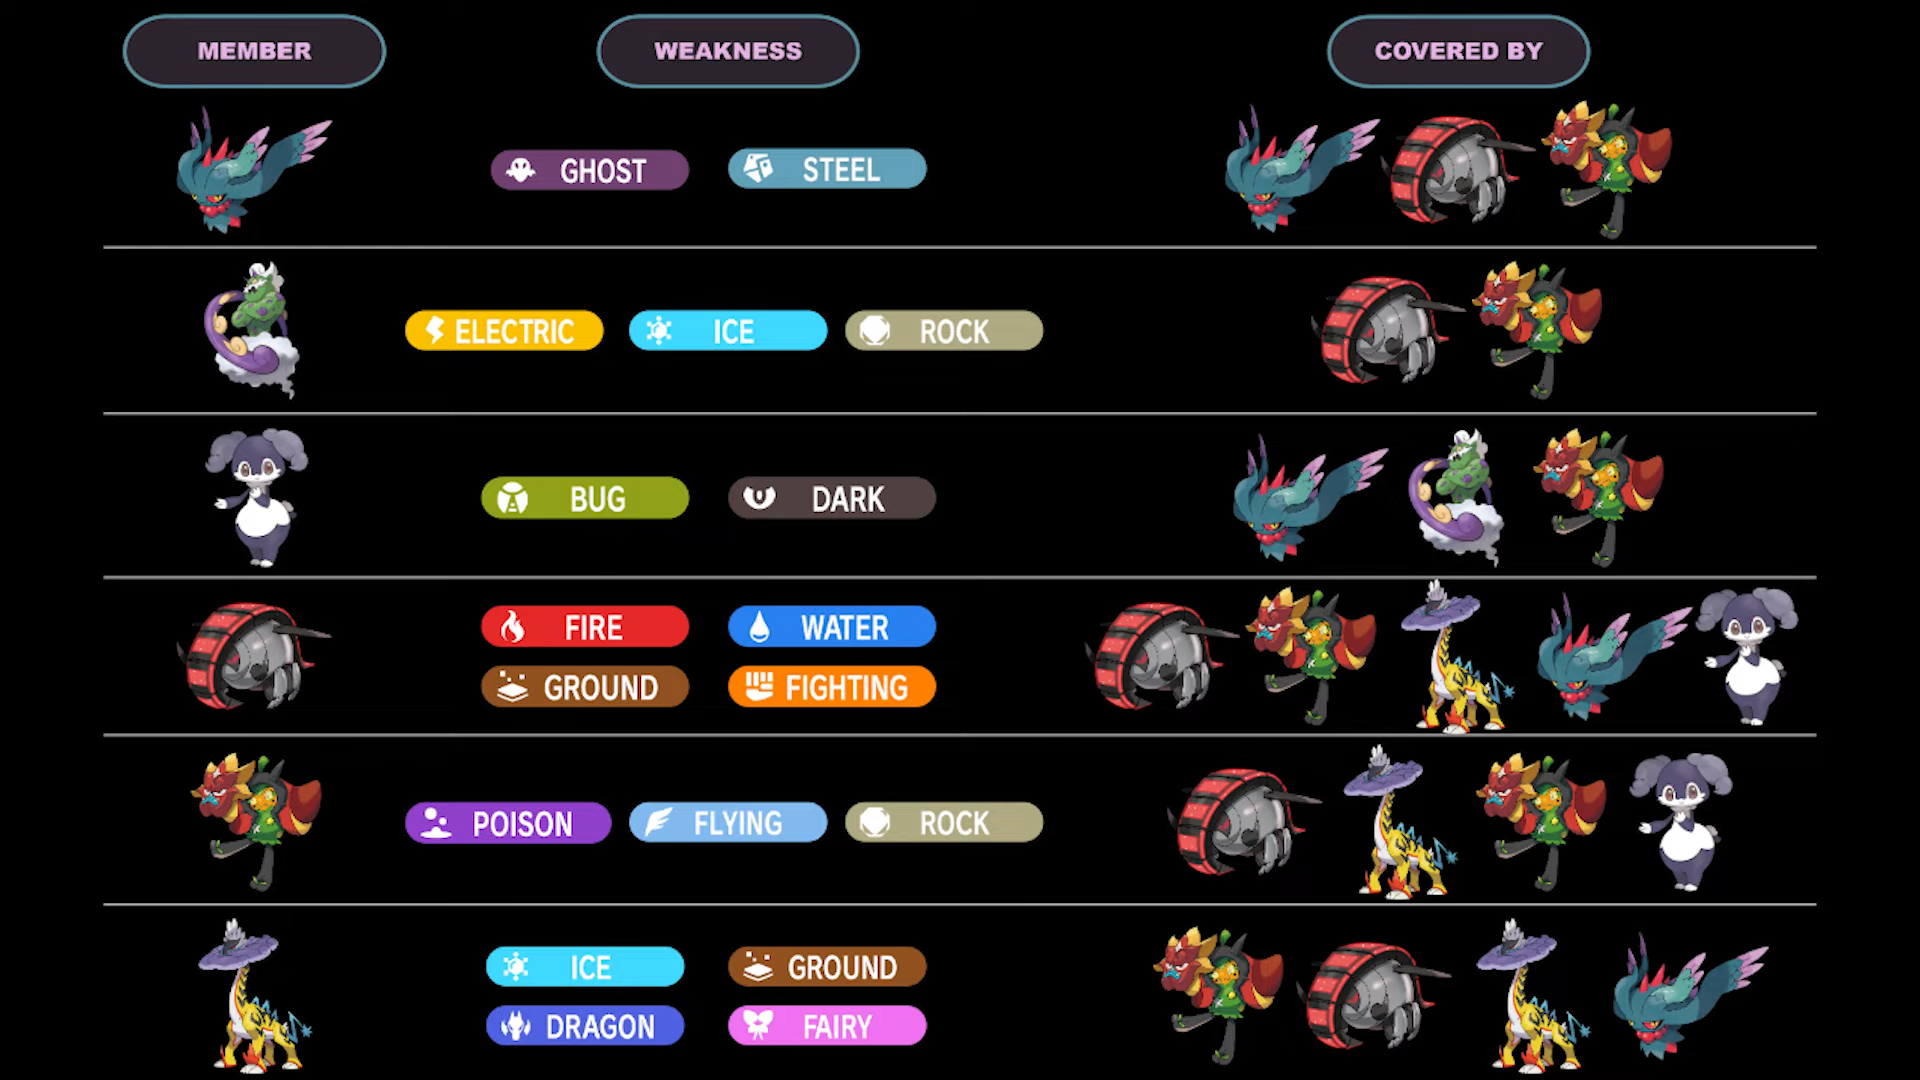 MEMBER WEAKNESS COVERED BY
GHOST STEEL
ELECTRIC ICE ROCK
BUG DARK
FIRE WATER
GROUND FIGHTING
POISON FLYING ROCK
ICE GROUND
DRAGON FAIRY